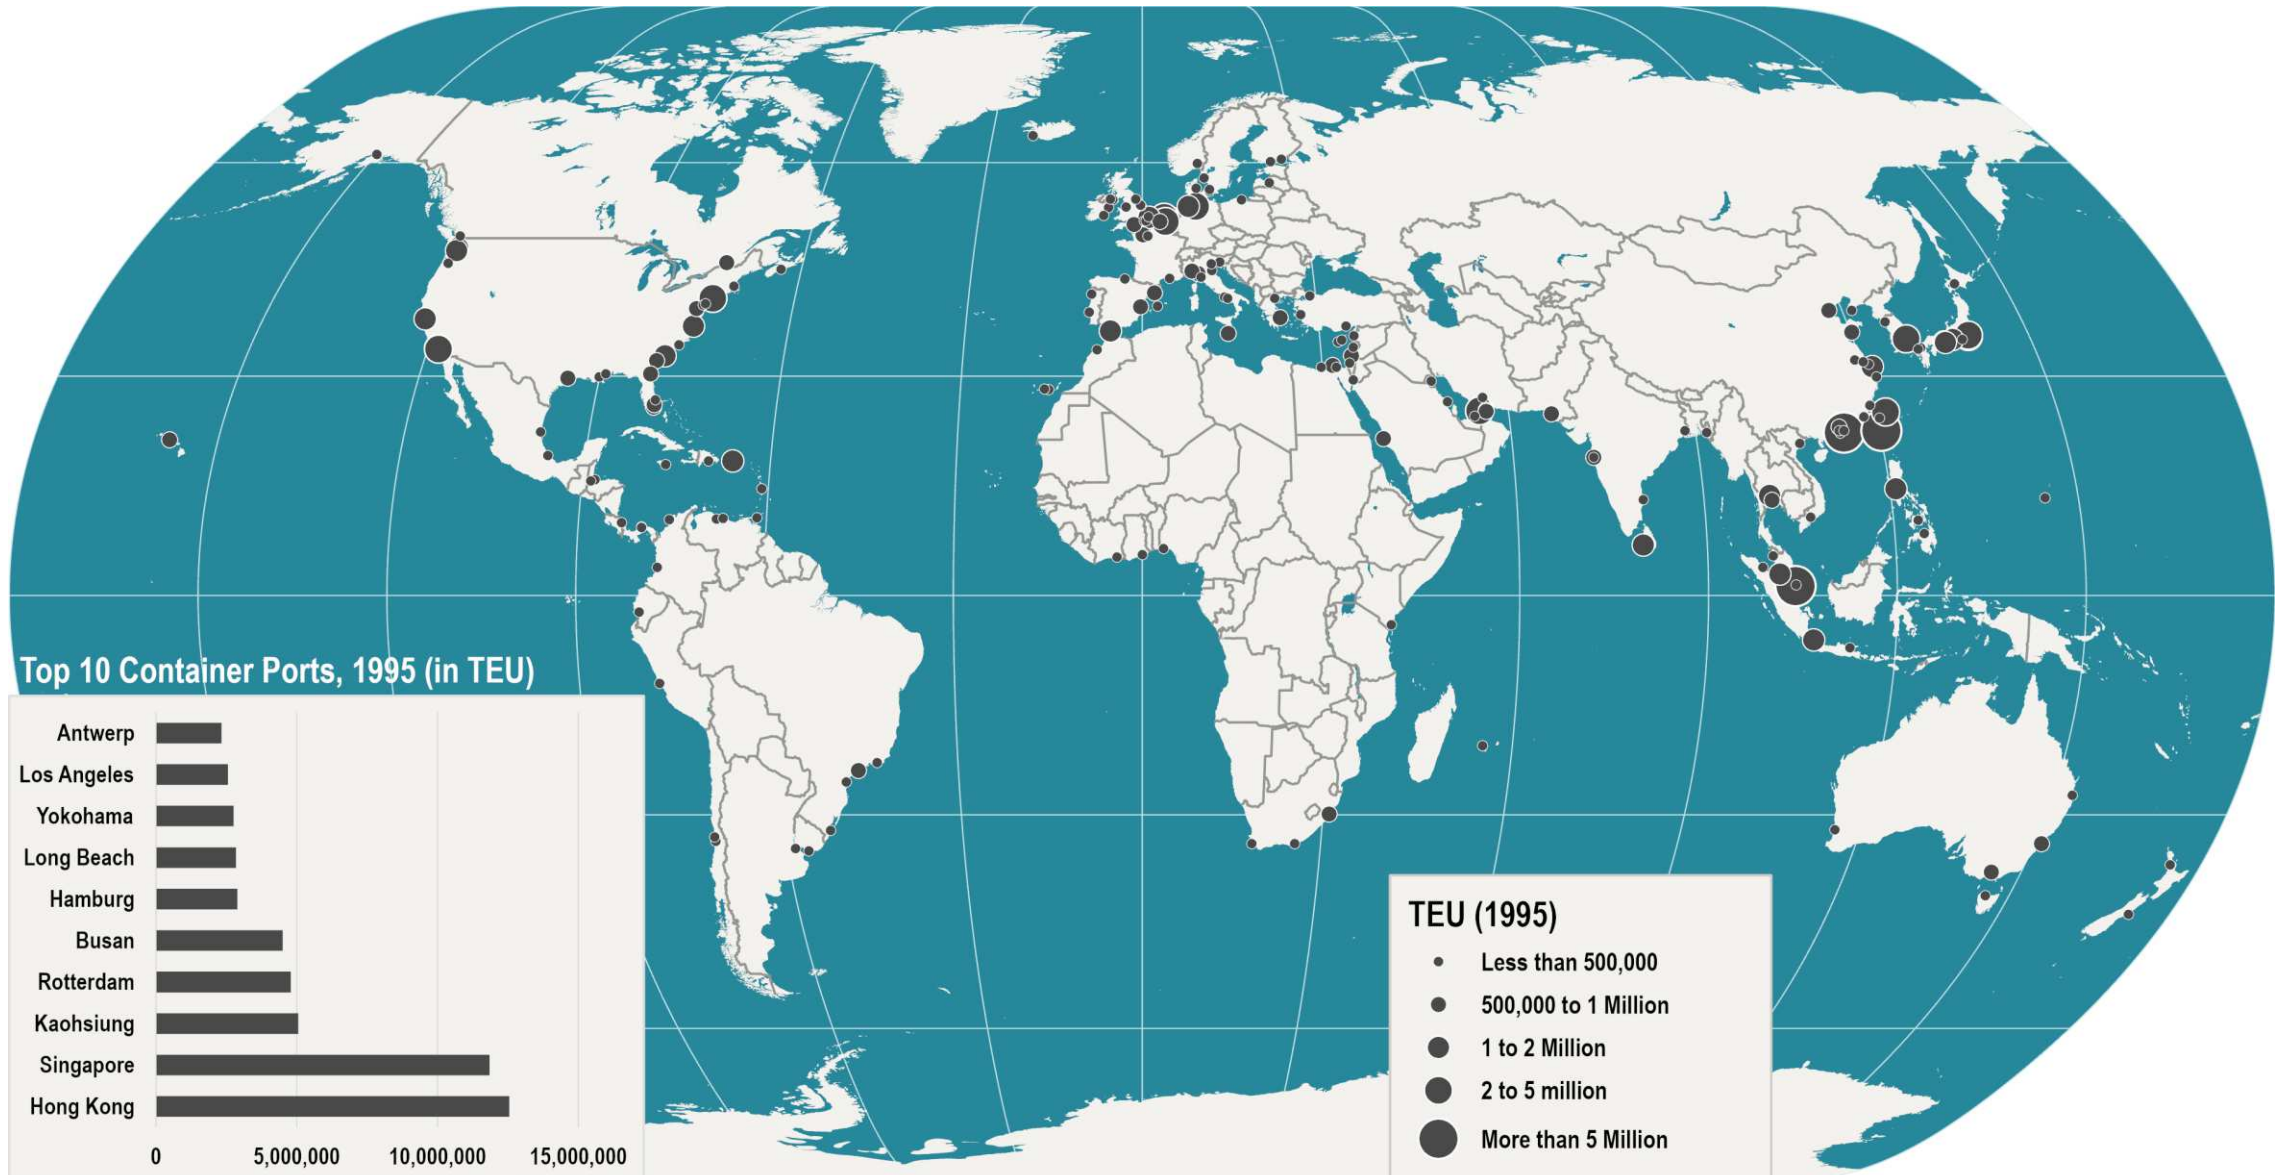 Top 10 Container Ports, 1995 (in TEU)
Antwerp
Los Angeles
Yokohama
Long Beach
Hamburg
Busan
Rotterdam
Kaohsiung
Singapore
Hong Kong
0 5,000,000 10,000,000 15,000,000
TEU (1995)
Less than 500,000
500,000 to 1 Million
1 to 2 Million
2 to 5 million
More than 5 Million